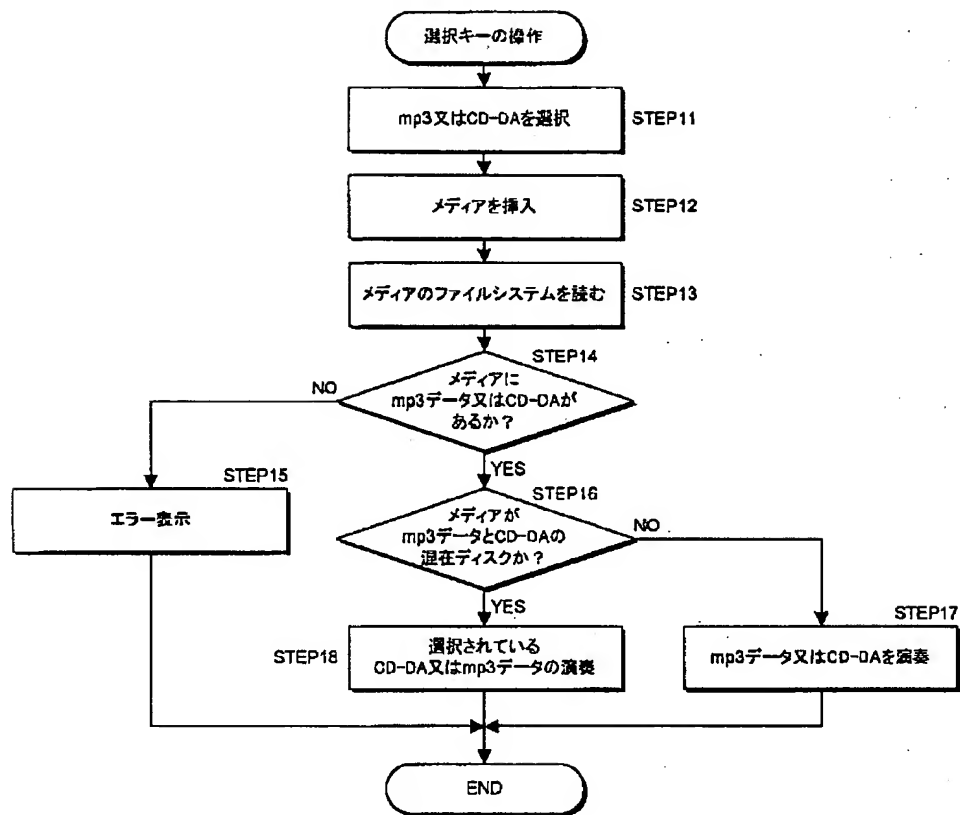 選択キーの操作
mp3又はCD-DAを選択
STEP11
メディアを挿入
STEP12
メディアのファイルシステムを読む
STEP13
STEP14
メディアに
mp3データ又はCD-DAが
あるか？
NO
YES
STEP15
エラー表示
STEP16
メディアが
mp3データとCD-DAの
混在ディスクか？
NO
YES
STEP17
mp3データ又はCD-DAを演奏
STEP18
選択されている
CD-DA又はmp3データの演奏
END